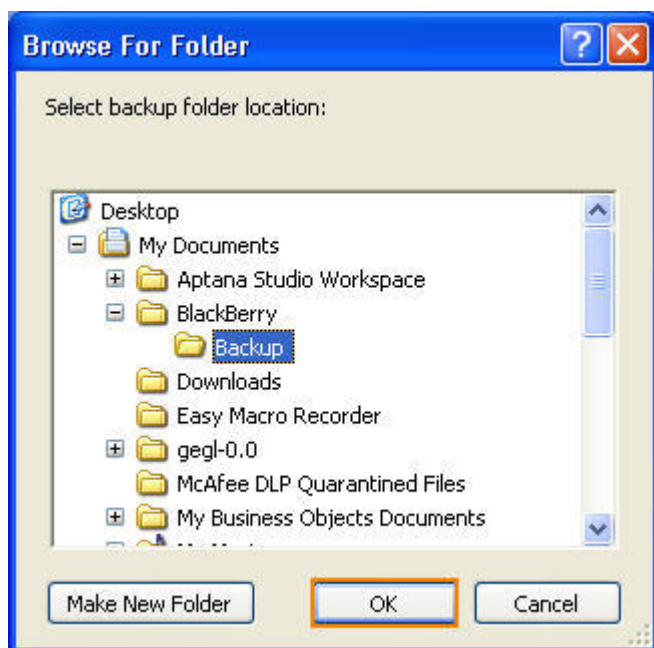 Browse For Folder
Select backup folder location:
Desktop
My Documents
Aptana Studio Workspace
BlackBerry
Backup
Downloads
Easy Macro Recorder
gegl-0.0
McAfee DLP Quarantined Files
My Business Objects Documents
Make New Folder OK Cancel